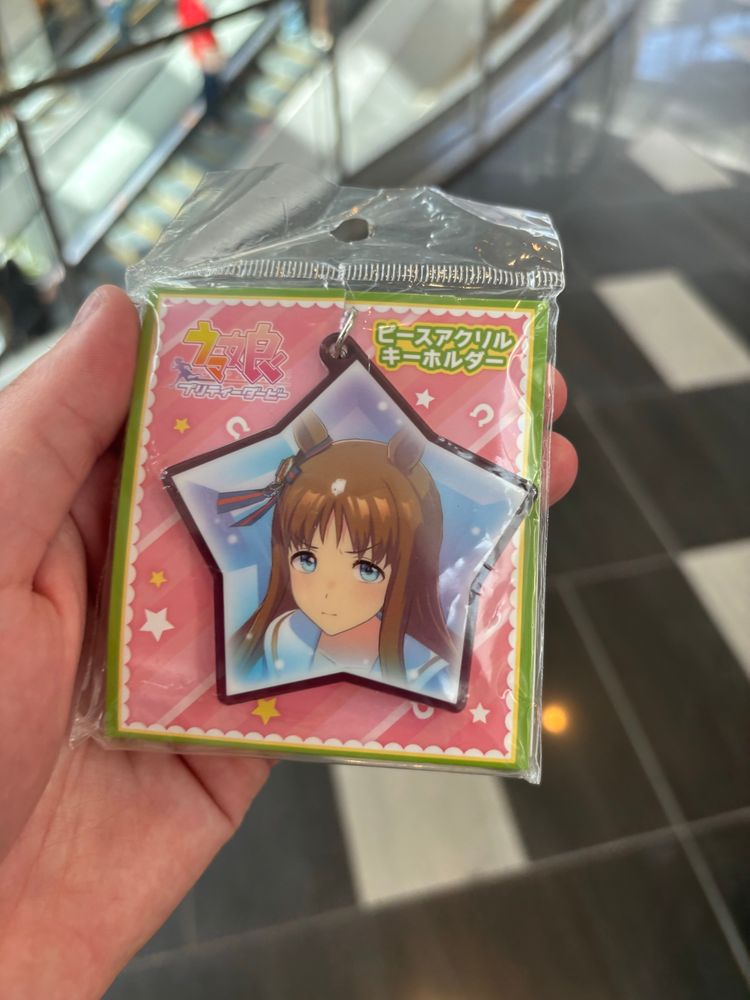 ウマ娘
プリティーダービー
ピースアクリル
キーホルダー